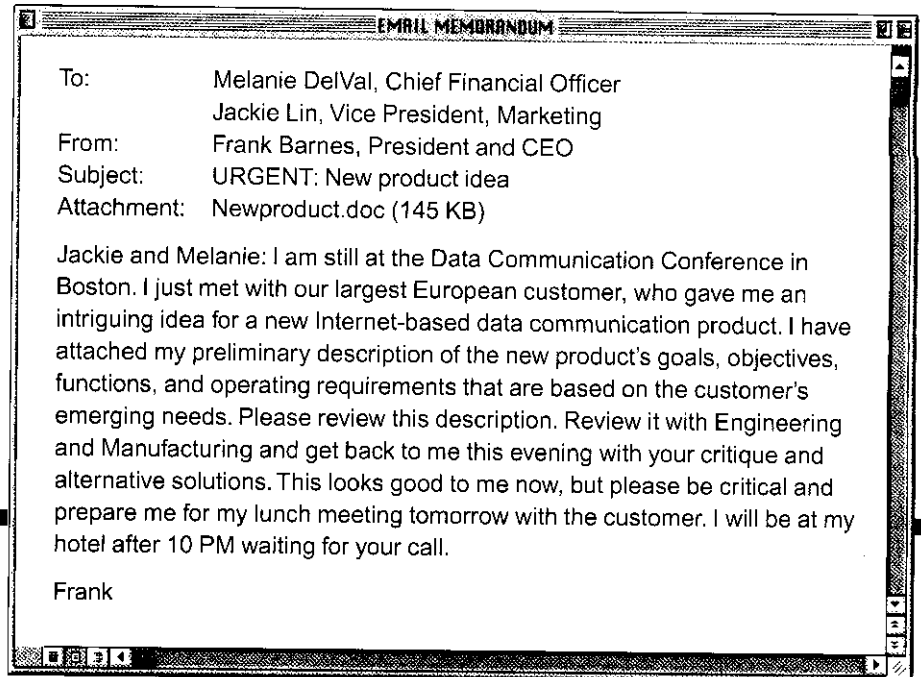 EMAIL MEMORANDUM
To: Melanie DelVal, Chief Financial Officer
Jackie Lin, Vice President, Marketing
From: Frank Barnes, President and CEO
Subject: URGENT: New product idea
Attachment: Newproduct.doc (145 KB)
Jackie and Melanie: I am still at the Data Communication Conference in
Boston. I just met with our largest European customer, who gave me an
intriguing idea for a new Internet-based data communication product. I have
attached my preliminary description of the new product's goals, objectives,
functions, and operating requirements that are based on the customer's
emerging needs. Please review this description. Review it with Engineering
and Manufacturing and get back to me this evening with your critique and
alternative solutions. This looks good to me now, but please be critical and
prepare me for my lunch meeting tomorrow with the customer. I will be at my
hotel after 10 PM waiting for your call.
Frank